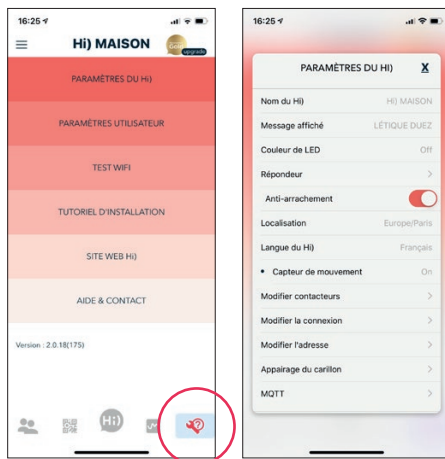 16:25
Hi) MAISON
Gold
upgrade
PARAMÈTRES DU Hi)
PARAMÈTRES UTILISATEUR
TEST WIFI
TUTORIEL D'INSTALLATION
SITE WEB Hi)
AIDE & CONTACT
Version : 2.0.18(175)
Hi)
?
16:25
PARAMÈTRES DU HI)
X
Nom du Hi) HI) MAISON
Message affiché LÉTIQUE DUEZ
Couleur de LED Off
Répondeur
Anti-arrachement
Localisation Europe/Paris
Langue du Hi) Français
• Capteur de mouvement On
Modifier contacteurs
Modifier la connexion
Modifier l'adresse
Appairage du carillon
MQTT